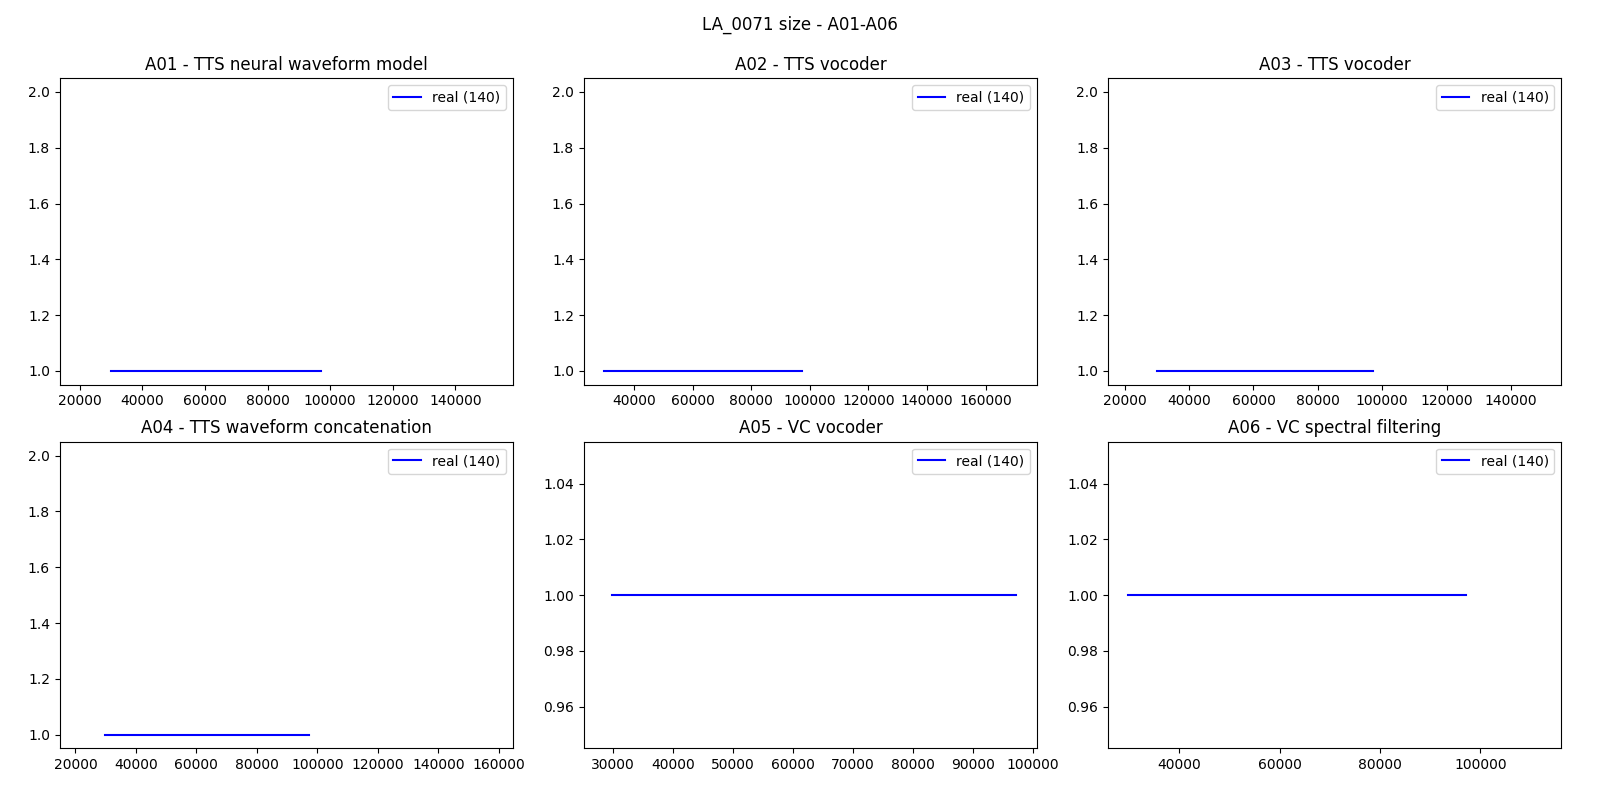 LA_0071 size - A01-A06
A01 - TTS neural waveform model
real (140)
2.0
1.8
1.6
1.4
1.2
1.0
20000 40000 60000 80000 100000 120000 140000
A02 - TTS vocoder
real (140)
2.0
1.8
1.6
1.4
1.2
1.0
40000 60000 80000 100000 120000 140000 160000
A03 - TTS vocoder
real (140)
2.0
1.8
1.6
1.4
1.2
1.0
20000 40000 60000 80000 100000 120000 140000
A04 - TTS waveform concatenation
real (140)
2.0
1.8
1.6
1.4
1.2
1.0
20000 40000 60000 80000 100000 120000 140000 160000
A05 - VC vocoder
real (140)
1.04
1.02
1.00
0.98
0.96
30000 40000 50000 60000 70000 80000 90000 100000
A06 - VC spectral filtering
real (140)
1.04
1.02
1.00
0.98
0.96
40000 60000 80000 100000